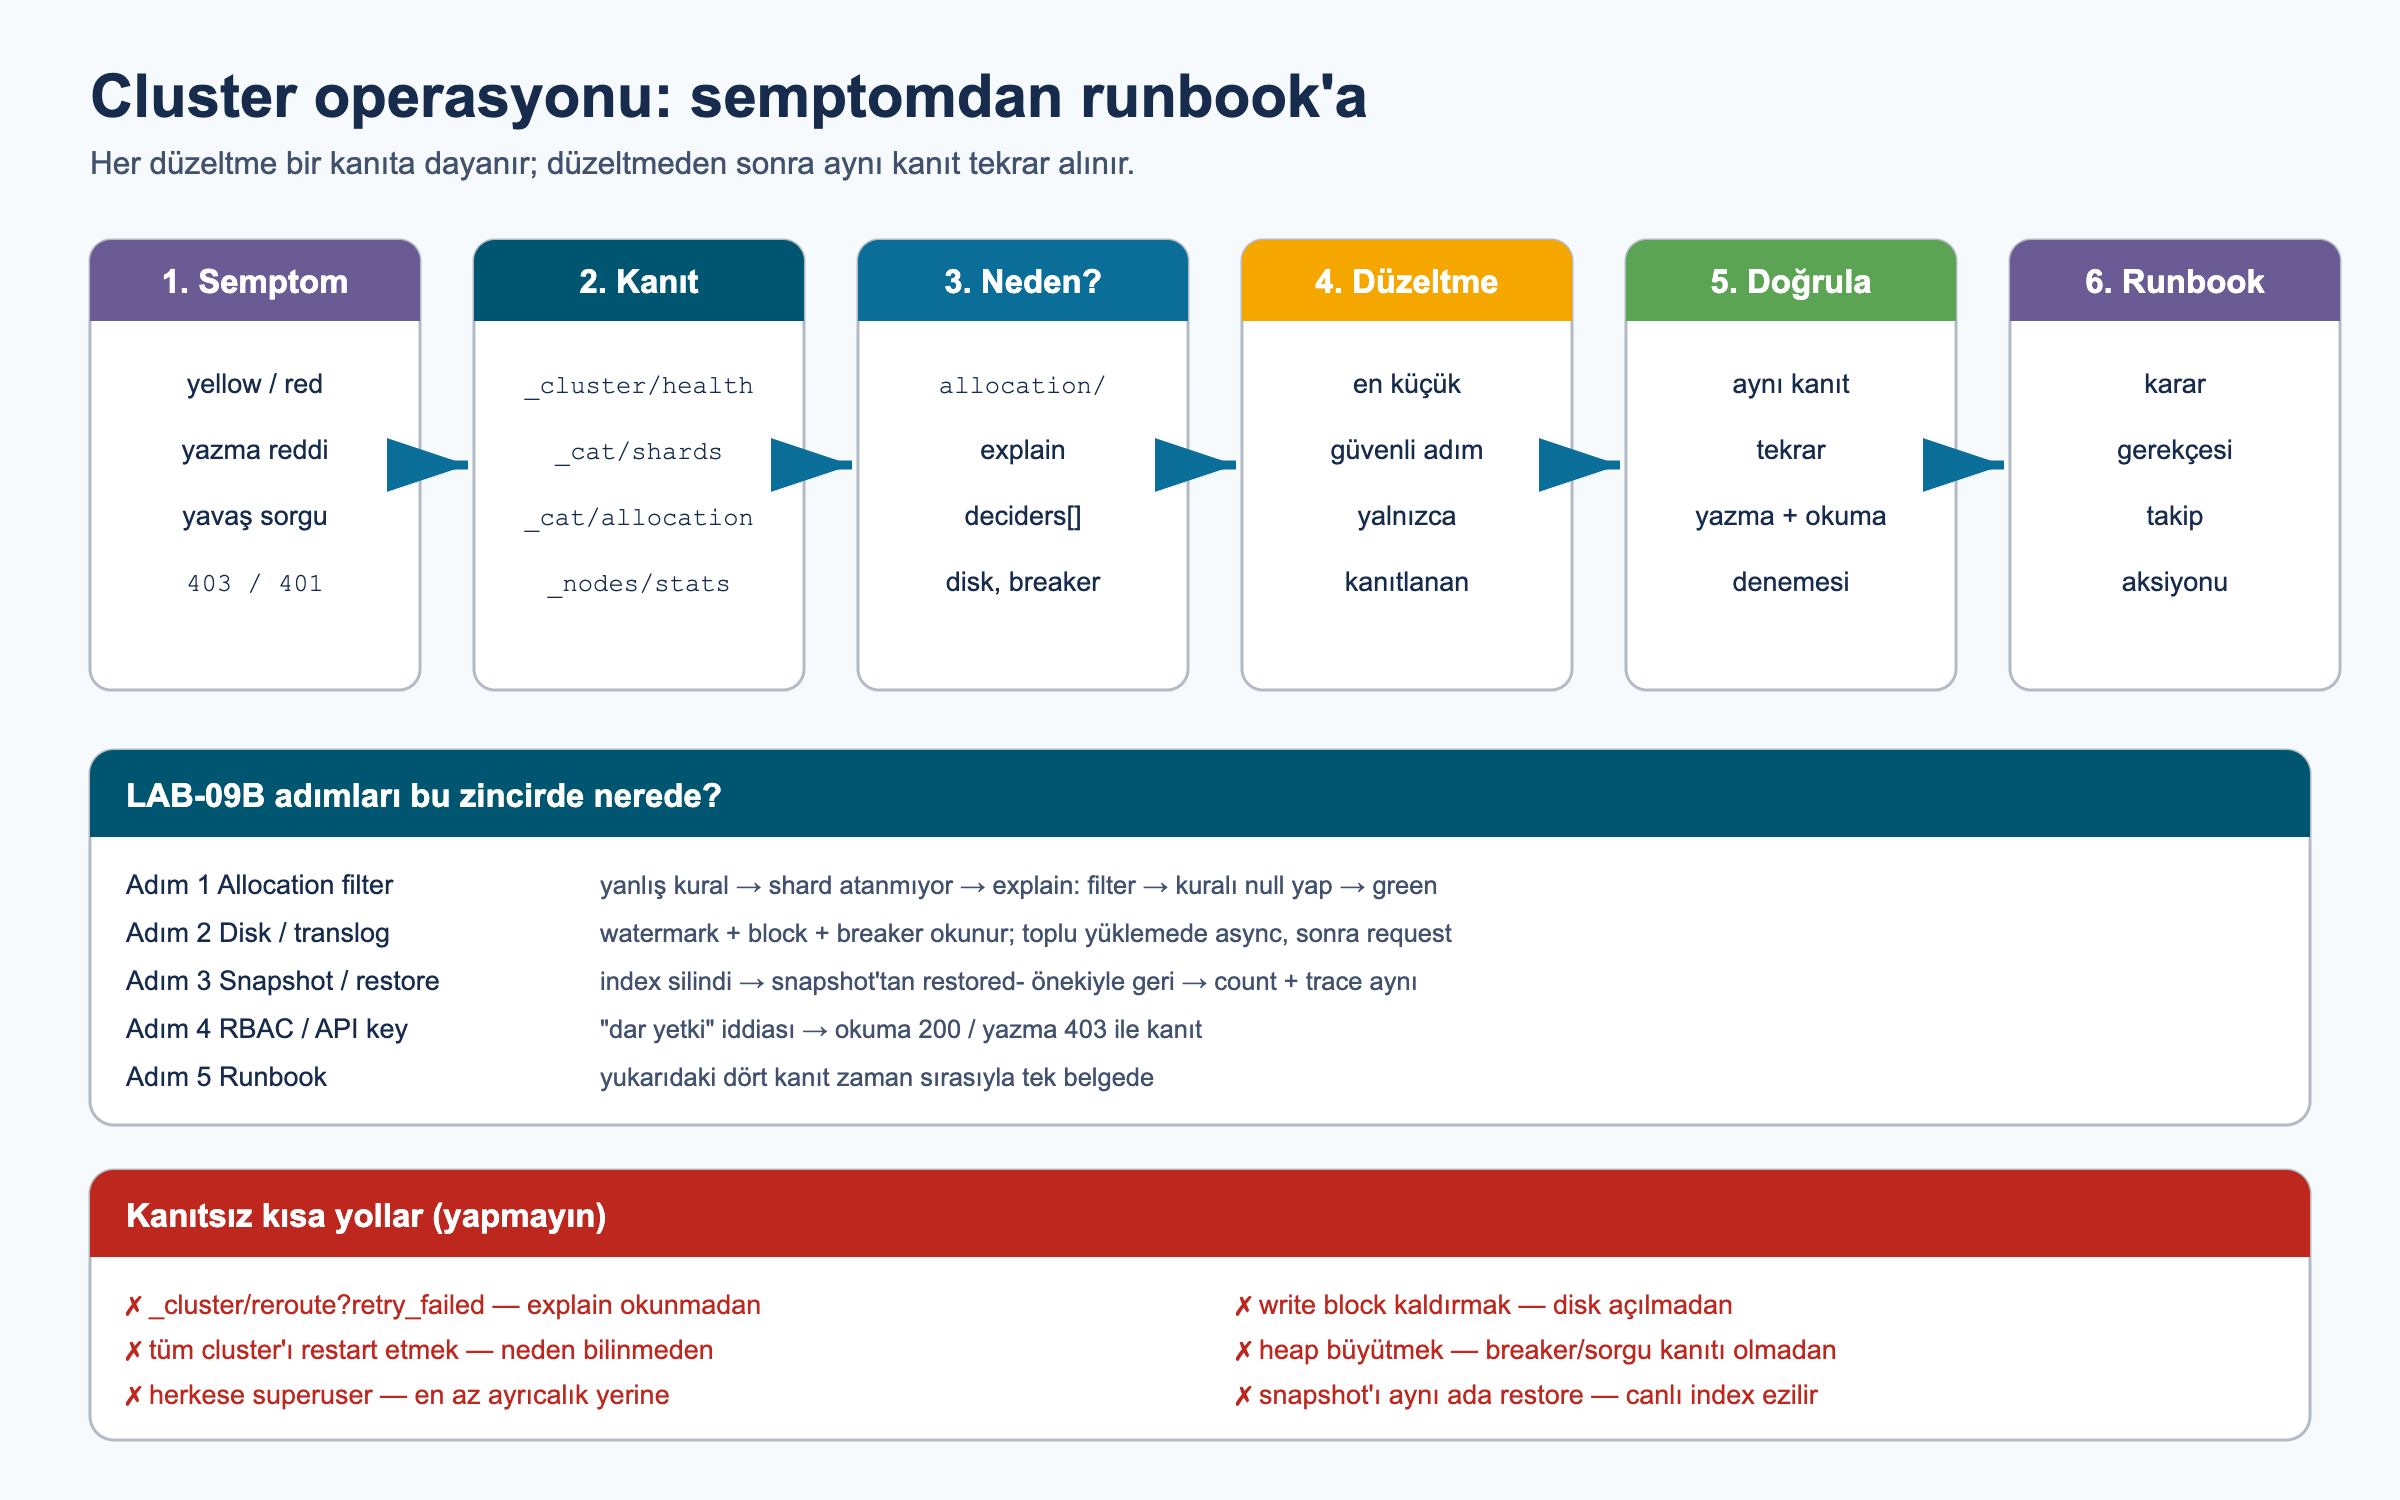 Cluster operasyonu: semptomdan runbook'a
Her düzeltme bir kanıta dayanır; düzeltmeden sonra aynı kanıt tekrar alınır.
1. Semptom
yellow / red
yazma reddi
yavaş sorgu
403 / 401
2. Kanıt
_cluster/health
_cat/shards
_cat/allocation
_nodes/stats
3. Neden?
allocation/
explain
deciders[]
disk, breaker
4. Düzeltme
en küçük
güvenli adım
yalnızca
kanıtlanan
5. Doğrula
aynı kanıt
tekrar
yazma + okuma
denemesi
6. Runbook
karar
gerekçesi
takip
aksiyonu
LAB-09B adımları bu zincirde nerede?
Adım 1 Allocation filter yanlış kural → shard atanmıyor → explain: filter → kuralı null yap → green
Adım 2 Disk / translog watermark + block + breaker okunur; toplu yüklemede async, sonra request
Adım 3 Snapshot / restore index silindi → snapshot'tan restored- önekiyle geri → count + trace aynı
Adım 4 RBAC / API key "dar yetki" iddiası → okuma 200 / yazma 403 ile kanıt
Adım 5 Runbook yukarıdaki dört kanıt zaman sırasıyla tek belgede
Kanıtsız kısa yollar (yapmayın)
✗ _cluster/reroute?retry_failed — explain okunmadan
✗ tüm cluster'ı restart etmek — neden bilinmeden
✗ herkese superuser — en az ayrıcalık yerine
✗ write block kaldırmak — disk açılmadan
✗ heap büyütmek — breaker/sorgu kanıtı olmadan
✗ snapshot'ı aynı ada restore — canlı index ezilir